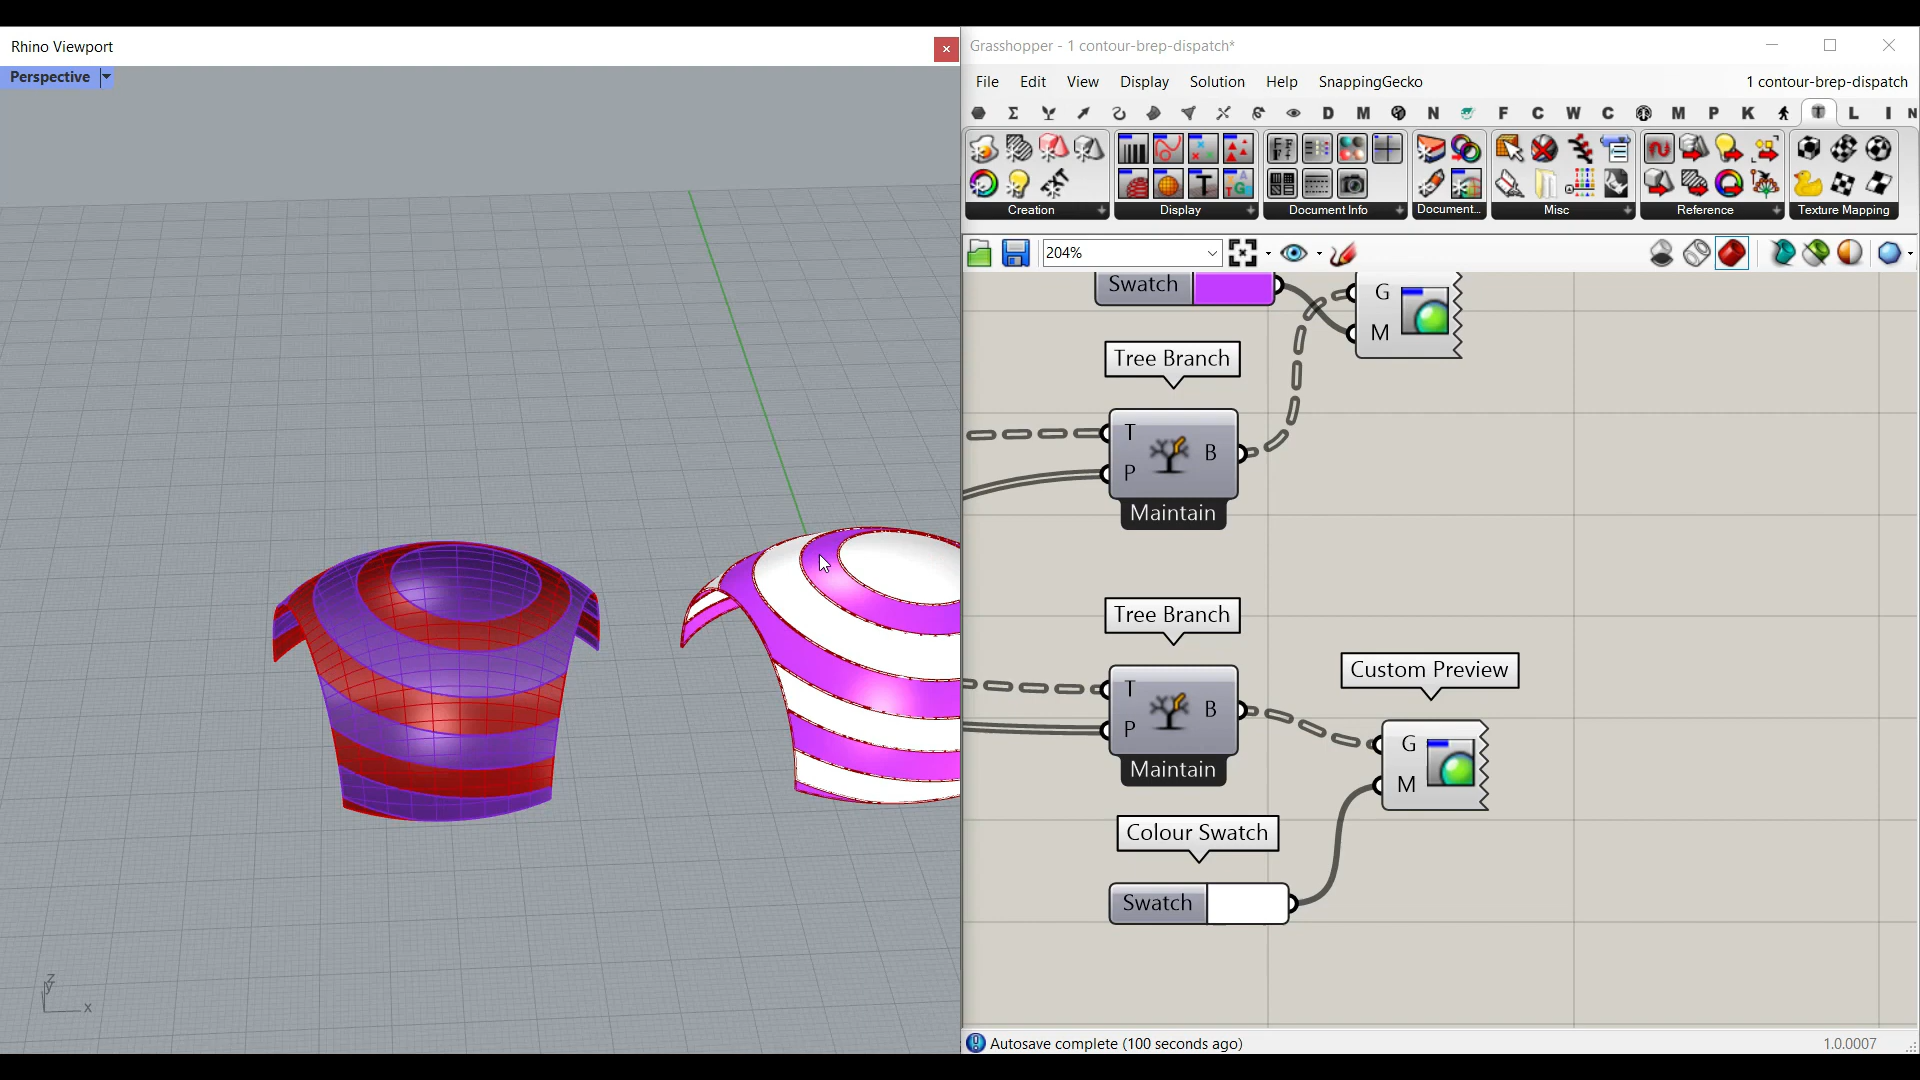 Rhino Viewport
Perspective
z
y
x
Grasshopper - 1 contour-brep-dispatch*
File Edit View Display Solution Help SnappingGecko 1 contour-brep-dispatch
D M N F C W C M P K L I N
Creation Display Document Info Document... Misc Reference Texture Mapping
204%
Swatch
G
M
Tree Branch
T
P
B
Maintain
Tree Branch
T
P
B
Maintain
Custom Preview
G
M
Colour Swatch
Swatch
Autosave complete (100 seconds ago) 1.0.0007